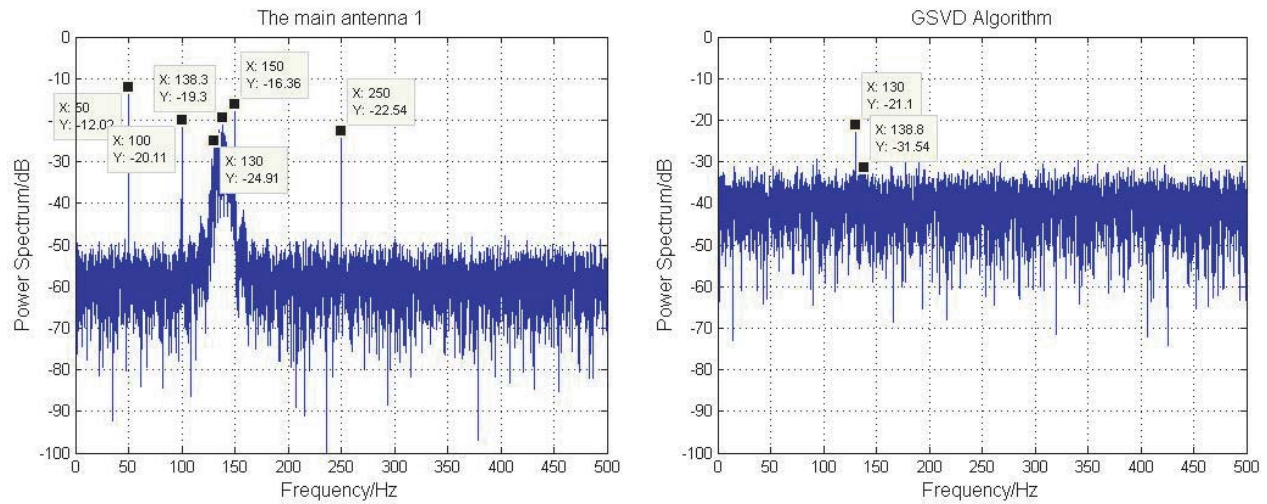 The main antenna 1
0
-10
-20
-30
-40
-50
-60
-70
-80
-90
-100
Power Spectrum/dB
X: 50
Y: -12.02
X: 100
Y: -20.11
X: 138.3
Y: -19.3
X: 150
Y: -16.36
X: 130
Y: -24.91
X: 250
Y: -22.54
0 50 100 150 200 250 300 350 400 450 500
Frequency/Hz
GSVD Algorithm
0
-10
-20
-30
-40
-50
-60
-70
-80
-90
-100
Power Spectrum/dB
X: 130
Y: -21.1
X: 138.8
Y: -31.54
0 50 100 150 200 250 300 350 400 450 500
Frequency/Hz